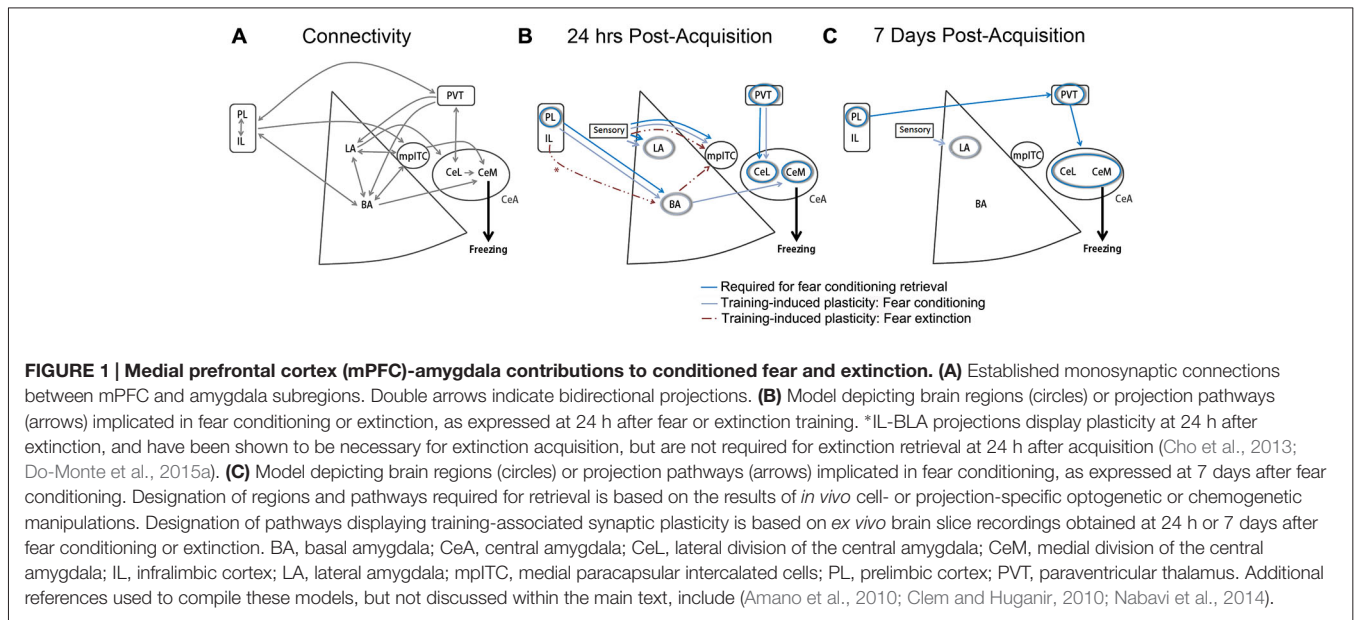 A Connectivity
B 24 hrs Post-Acquisition
C 7 Days Post-Acquisition
PL
IL
PVT
LA
mpITC
CeL
CeM
BA
CeA
Freezing
PL
IL
*
Sensory
LA
PVT
mpITC
CeL
CeM
BA
CeA
Freezing
PL
IL
Sensory
LA
PVT
mpITC
CeL
CeM
BA
CeA
Freezing
Required for fear conditioning retrieval
Training-induced plasticity: Fear conditioning
Training-induced plasticity: Fear extinction
FIGURE 1 | Medial prefrontal cortex (mPFC)-amygdala contributions to conditioned fear and extinction. (A) Established monosynaptic connections
between mPFC and amygdala subregions. Double arrows indicate bidirectional projections. (B) Model depicting brain regions (circles) or projection pathways
(arrows) implicated in fear conditioning or extinction, as expressed at 24 h after fear or extinction training. *IL-BLA projections display plasticity at 24 h after
extinction, and have been shown to be necessary for extinction acquisition, but are not required for extinction retrieval at 24 h after acquisition (Cho et al., 2013;
Do-Monte et al., 2015a). (C) Model depicting brain regions (circles) or projection pathways (arrows) implicated in fear conditioning, as expressed at 7 days after fear
conditioning. Designation of regions and pathways required for retrieval is based on the results of in vivo cell- or projection-specific optogenetic or chemogenetic
manipulations. Designation of pathways displaying training-associated synaptic plasticity is based on ex vivo brain slice recordings obtained at 24 h or 7 days after
fear conditioning or extinction. BA, basal amygdala; CeA, central amygdala; CeL, lateral division of the central amygdala; CeM, medial division of the central
amygdala; IL, infralimbic cortex; LA, lateral amygdala; mpITC, medial paracapsular intercalated cells; PL, prelimbic cortex; PVT, paraventricular thalamus. Additional
references used to compile these models, but not discussed within the main text, include (Amano et al., 2010; Clem and Huganir, 2010; Nabavi et al., 2014).